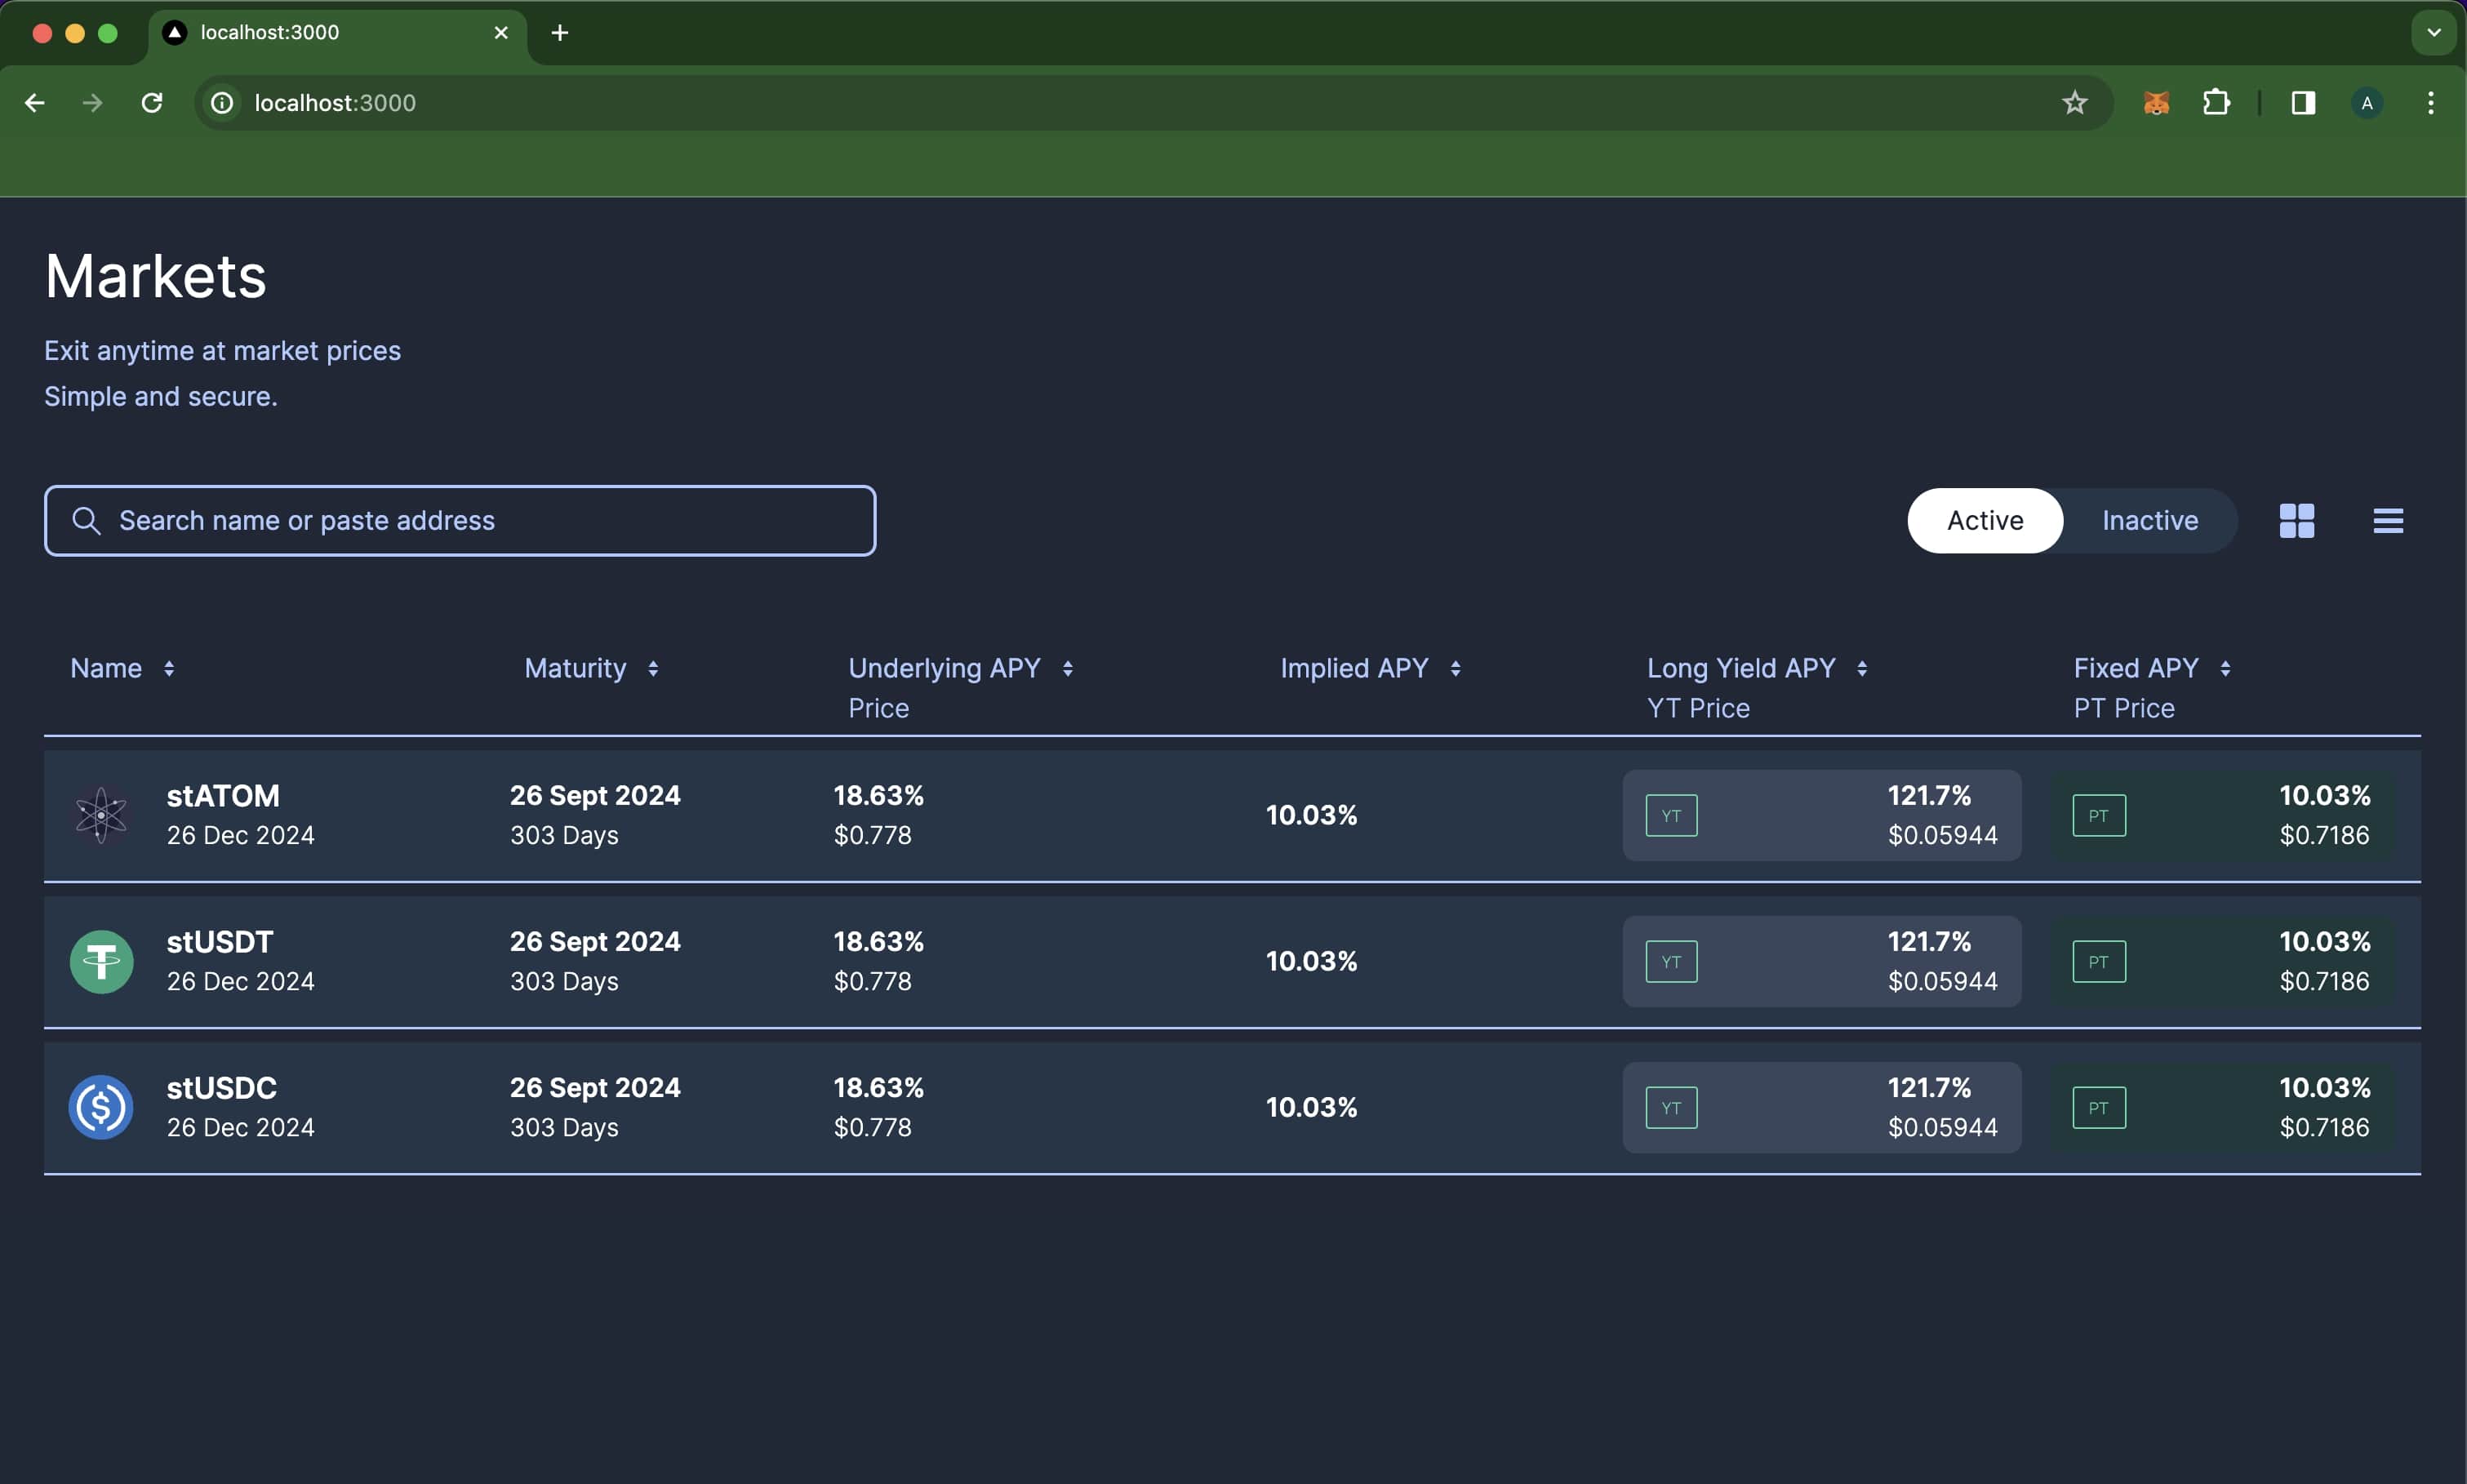 localhost:3000
localhost:3000
A
Markets
Exit anytime at market prices
Simple and secure.
Search name or paste address
Active Inactive
Name Maturity Underlying APY Implied APY Long Yield APY Fixed APY
Price YT Price PT Price
stATOM 26 Sept 2024 18.63% 121.7% 10.03%
10.03% YT PT
26 Dec 2024 303 Days $0.778 $0.05944 $0.7186
stUSDT 26 Sept 2024 18.63% 121.7% 10.03%
10.03% YT PT
26 Dec 2024 303 Days $0.778 $0.05944 $0.7186
stUSDC 26 Sept 2024 18.63% 121.7% 10.03%
10.03% YT PT
26 Dec 2024 303 Days $0.778 $0.05944 $0.7186